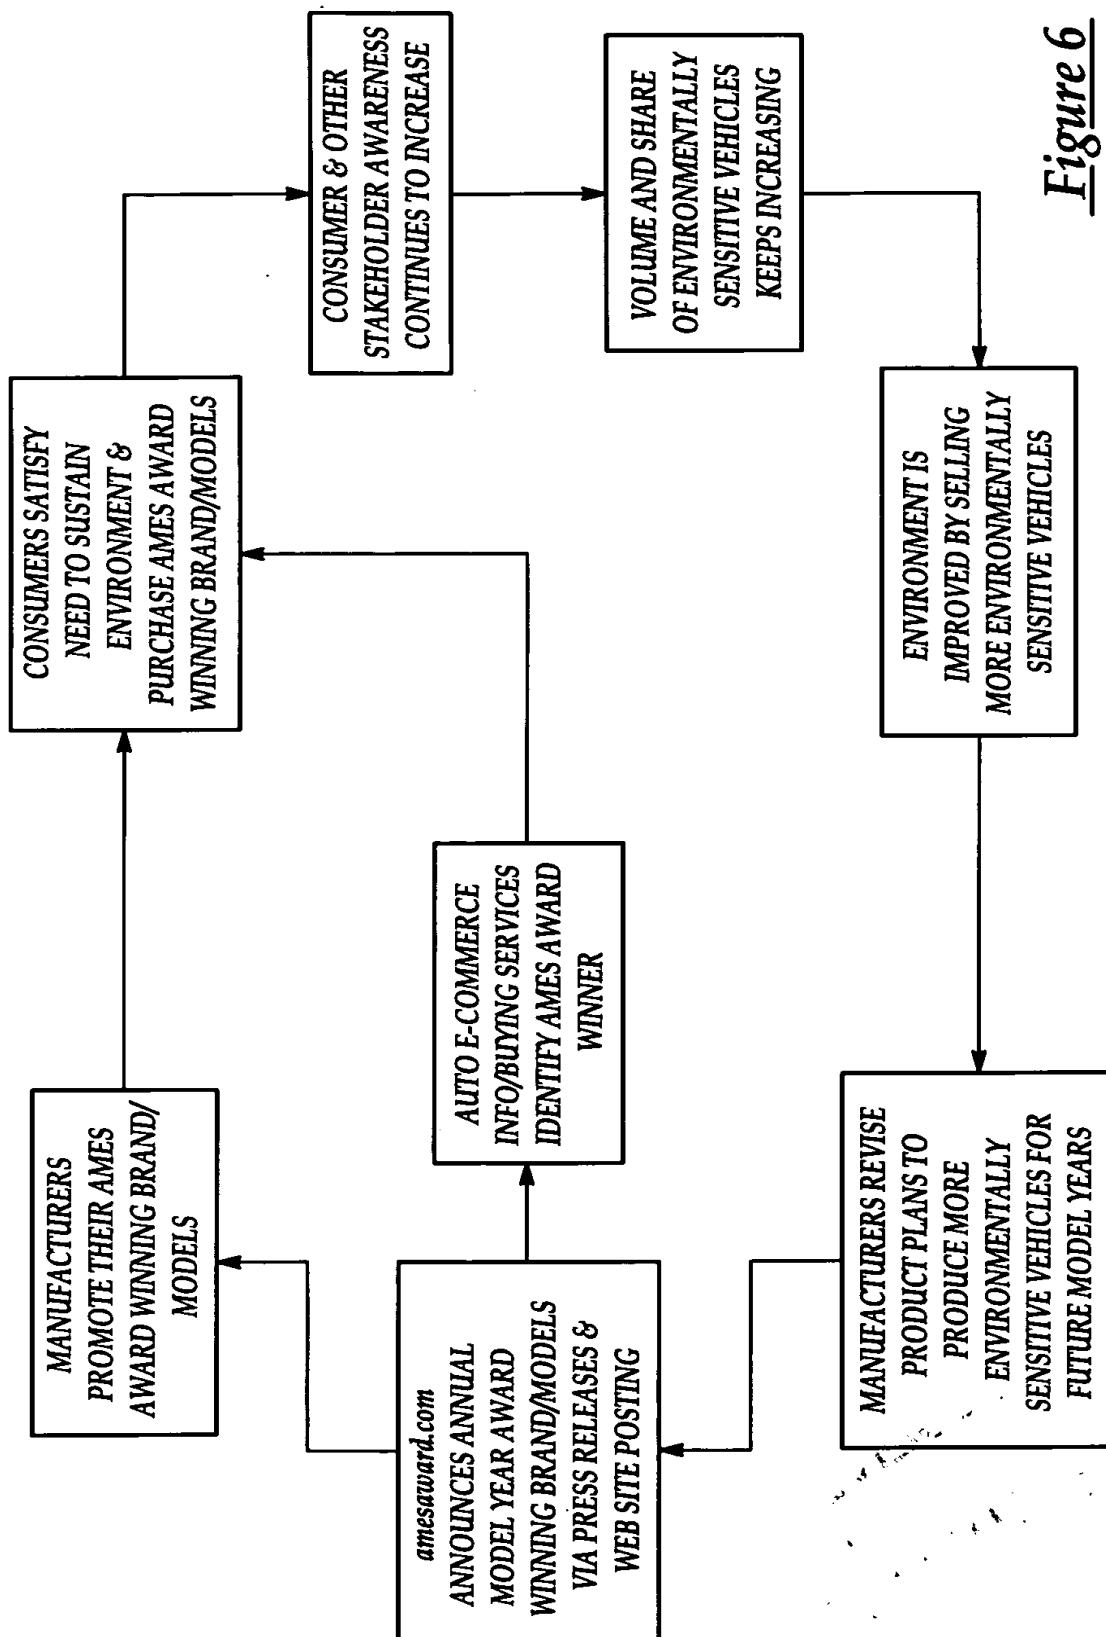 MANUFACTURERS
PROMOTE THEIR AMES
AWARD WINNING BRAND/
MODELS
CONSUMERS SATISFY
NEED TO SUSTAIN
ENVIRONMENT &
PURCHASE AMES AWARD
WINNING BRAND/MODELS
CONSUMER & OTHER
STAKEHOLDER AWARENESS
CONTINUES TO INCREASE
amesaward.com
ANNOUNCES ANNUAL
MODEL YEAR AWARD
WINNING BRAND/MODELS
VIA PRESS RELEASES &
WEB SITE POSTING
AUTO E-COMMERCE
INFO/BUYING SERVICES
IDENTIFY AMES AWARD
WINNER
VOLUME AND SHARE
OF ENVIRONMENTALLY
SENSITIVE VEHICLES
KEEPS INCREASING
MANUFACTURERS REVISE
PRODUCT PLANS TO
PRODUCE MORE
ENVIRONMENTALLY
SENSITIVE VEHICLES FOR
FUTURE MODEL YEARS
ENVIRONMENT IS
IMPROVED BY SELLING
MORE ENVIRONMENTALLY
SENSITIVE VEHICLES
Figure 6